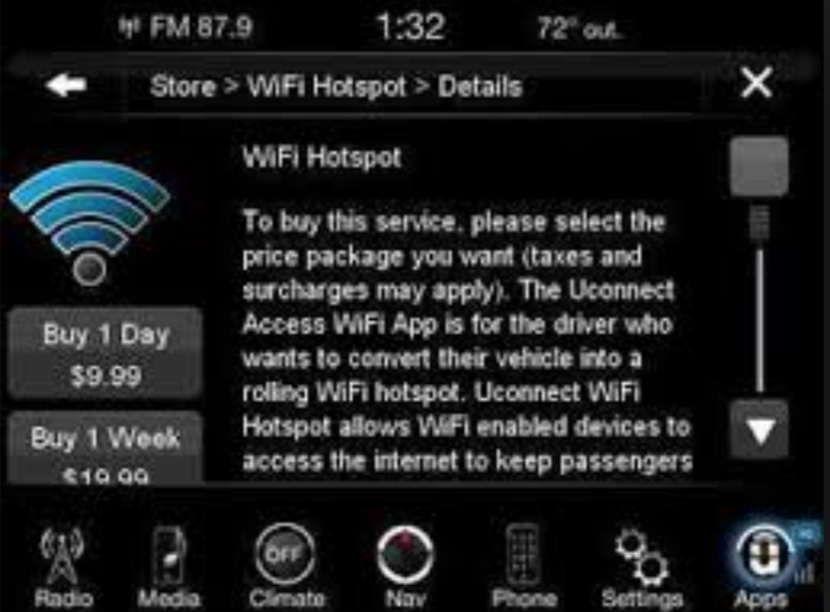 FM 87.9 1:32 72° out.
Store > WiFi Hotspot > Details
WiFi Hotspot
To buy this service, please select the
price package you want (taxes and
surcharges may apply). The Uconnect
Access WiFi App is for the driver who
wants to convert their vehicle into a
rolling WiFi hotspot. Uconnect WiFi
Hotspot allows WiFi enabled devices to
access the internet to keep passengers
Buy 1 Day
$9.99
Buy 1 Week
$19.99
OFF
Radio Media Climate Nav Phone Settings Apps